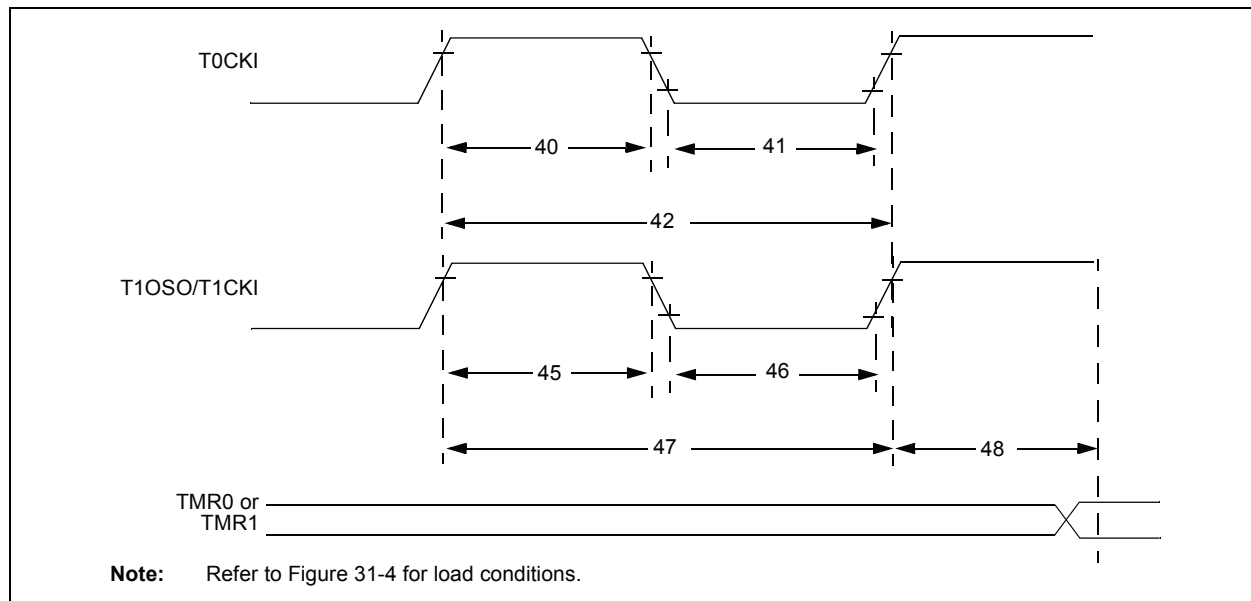 T0CKI
40
41
42
T1OSO/T1CKI
45
46
47
48
TMR0 or
TMR1
Note: Refer to Figure 31-4 for load conditions.